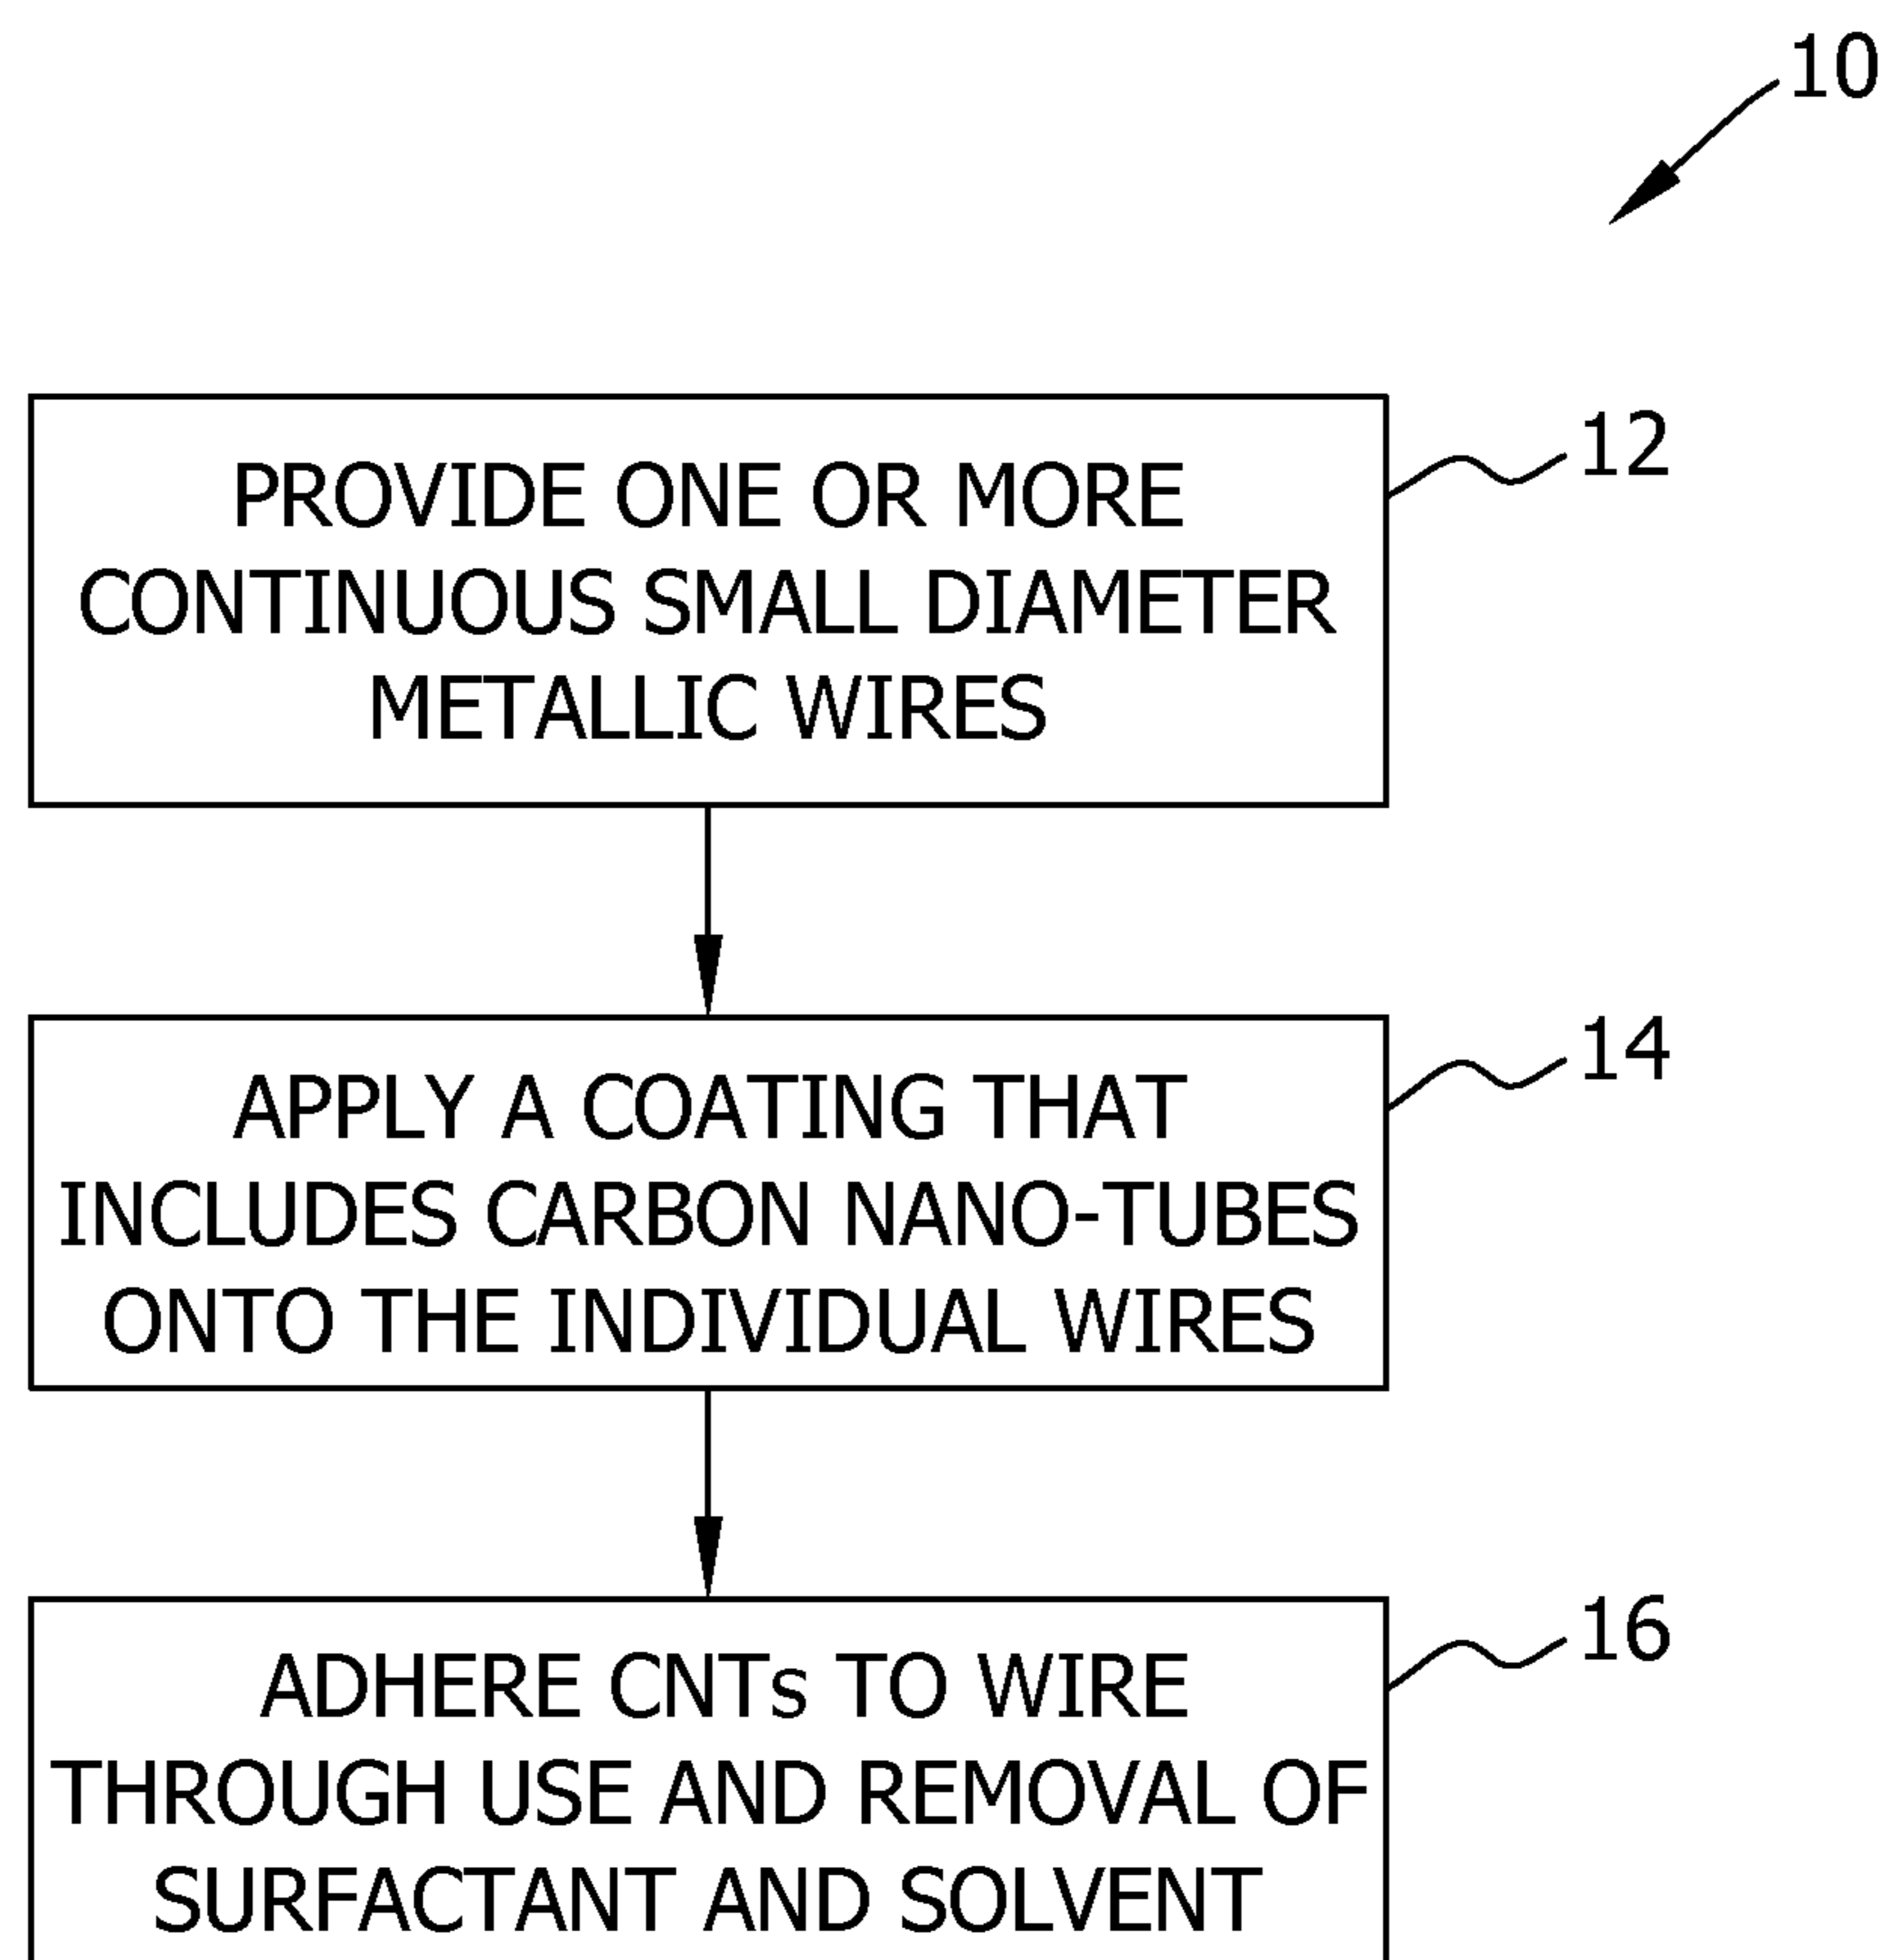 10
PROVIDE ONE OR MORE
CONTINUOUS SMALL DIAMETER
METALLIC WIRES
12
APPLY A COATING THAT
INCLUDES CARBON NANO-TUBES
ONTO THE INDIVIDUAL WIRES
14
ADHERE CNTs TO WIRE
THROUGH USE AND REMOVAL OF
SURFACTANT AND SOLVENT
16